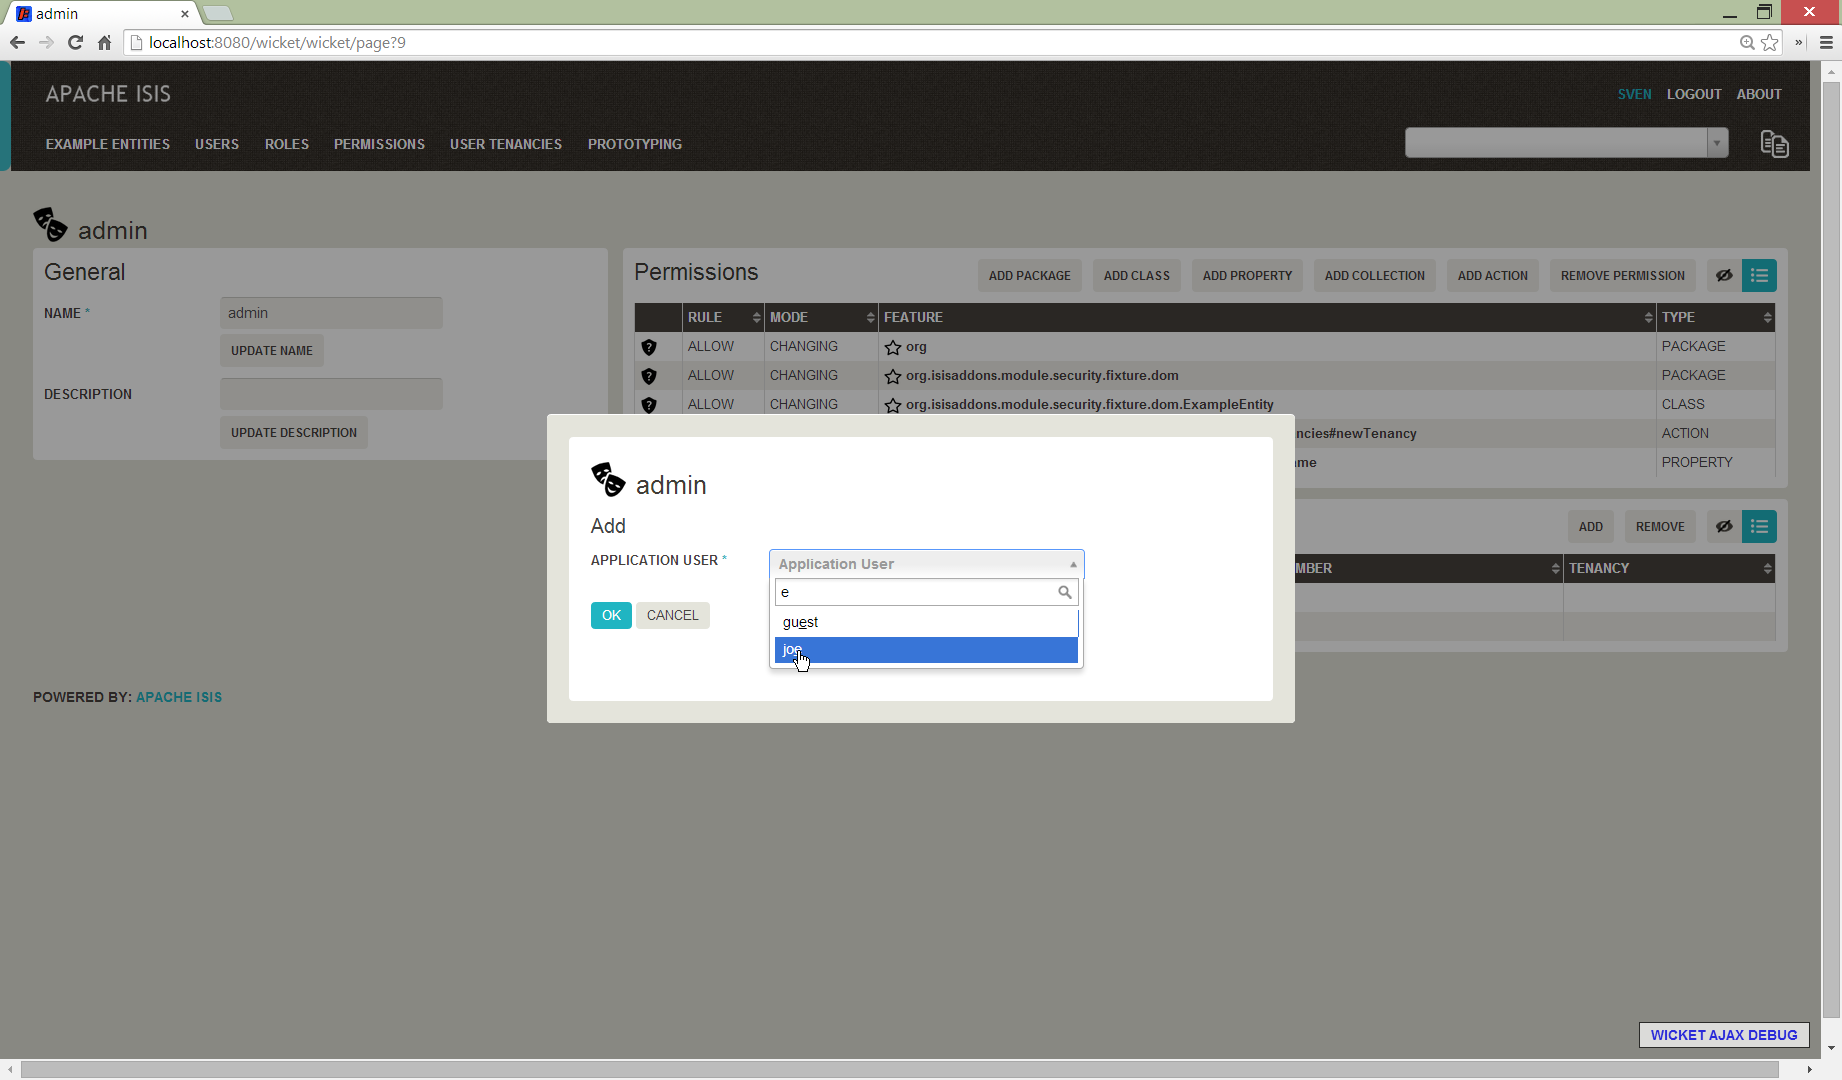 admin
localhost:8080/wicket/wicket/page?9
APACHE ISIS
SVEN LOGOUT ABOUT
EXAMPLE ENTITIES USERS ROLES PERMISSIONS USER TENANCIES PROTOTYPING
admin
General
NAME * admin
UPDATE NAME
DESCRIPTION
UPDATE DESCRIPTION
Permissions ADD PACKAGE ADD CLASS ADD PROPERTY ADD COLLECTION ADD ACTION REMOVE PERMISSION
RULE MODE FEATURE TYPE
ALLOW CHANGING org PACKAGE
ALLOW CHANGING org.isisaddons.module.security.fixture.dom PACKAGE
ALLOW CHANGING org.isisaddons.module.security.fixture.dom.ExampleEntity CLASS
ncies#newTenancy ACTION
me PROPERTY
ADD REMOVE
MBER TENANCY
admin
Add
APPLICATION USER * Application User
e
guest
joe
OK CANCEL
POWERED BY: APACHE ISIS
WICKET AJAX DEBUG